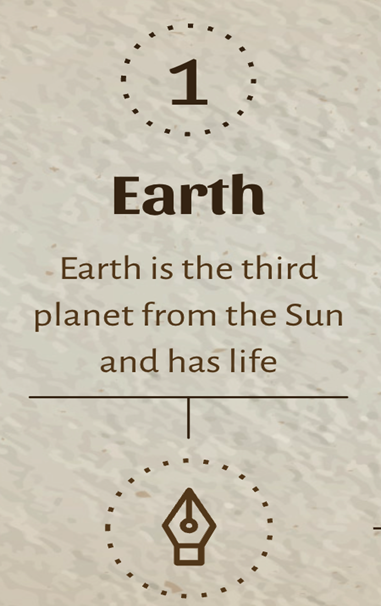 1
Earth
Earth is the third
planet from the Sun
and has life